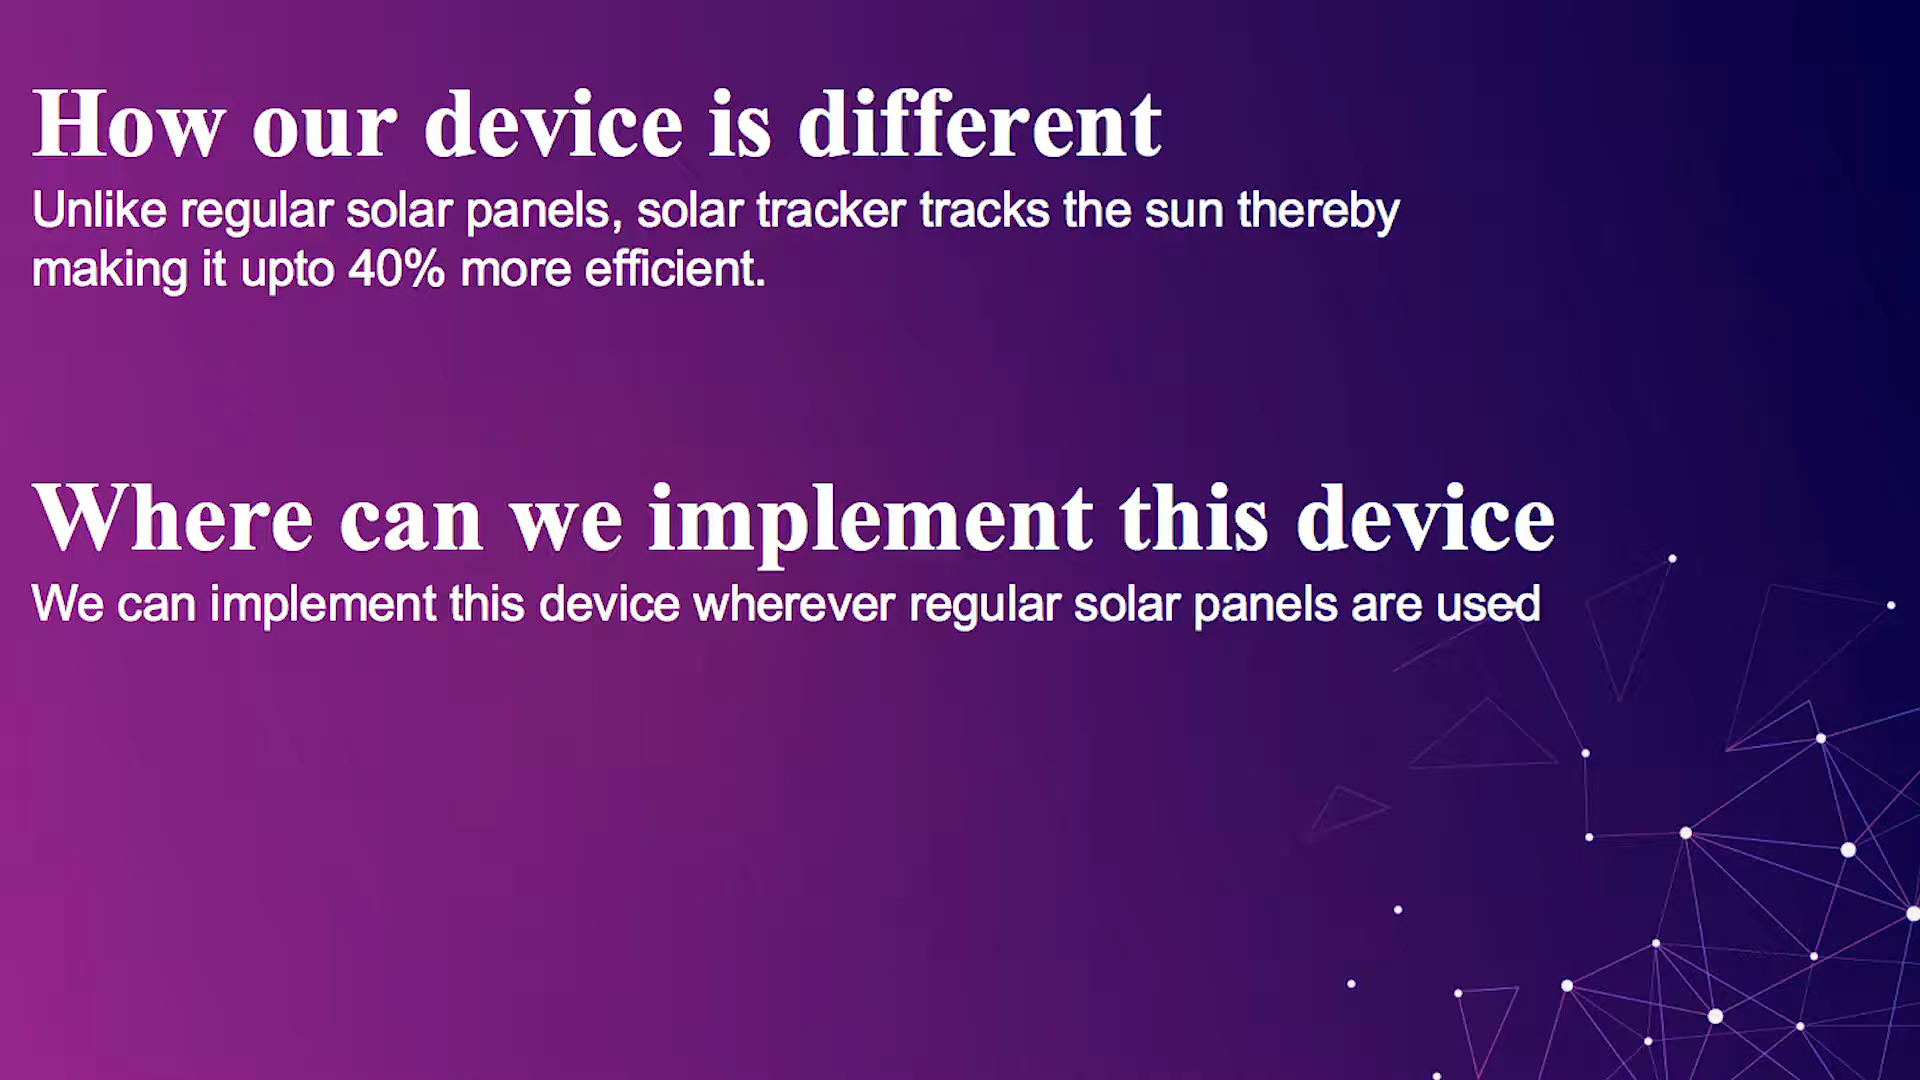 How our device is different
Unlike regular solar panels, solar tracker tracks the sun thereby
making it upto 40% more efficient.
Where can we implement this device
We can implement this device wherever regular solar panels are used